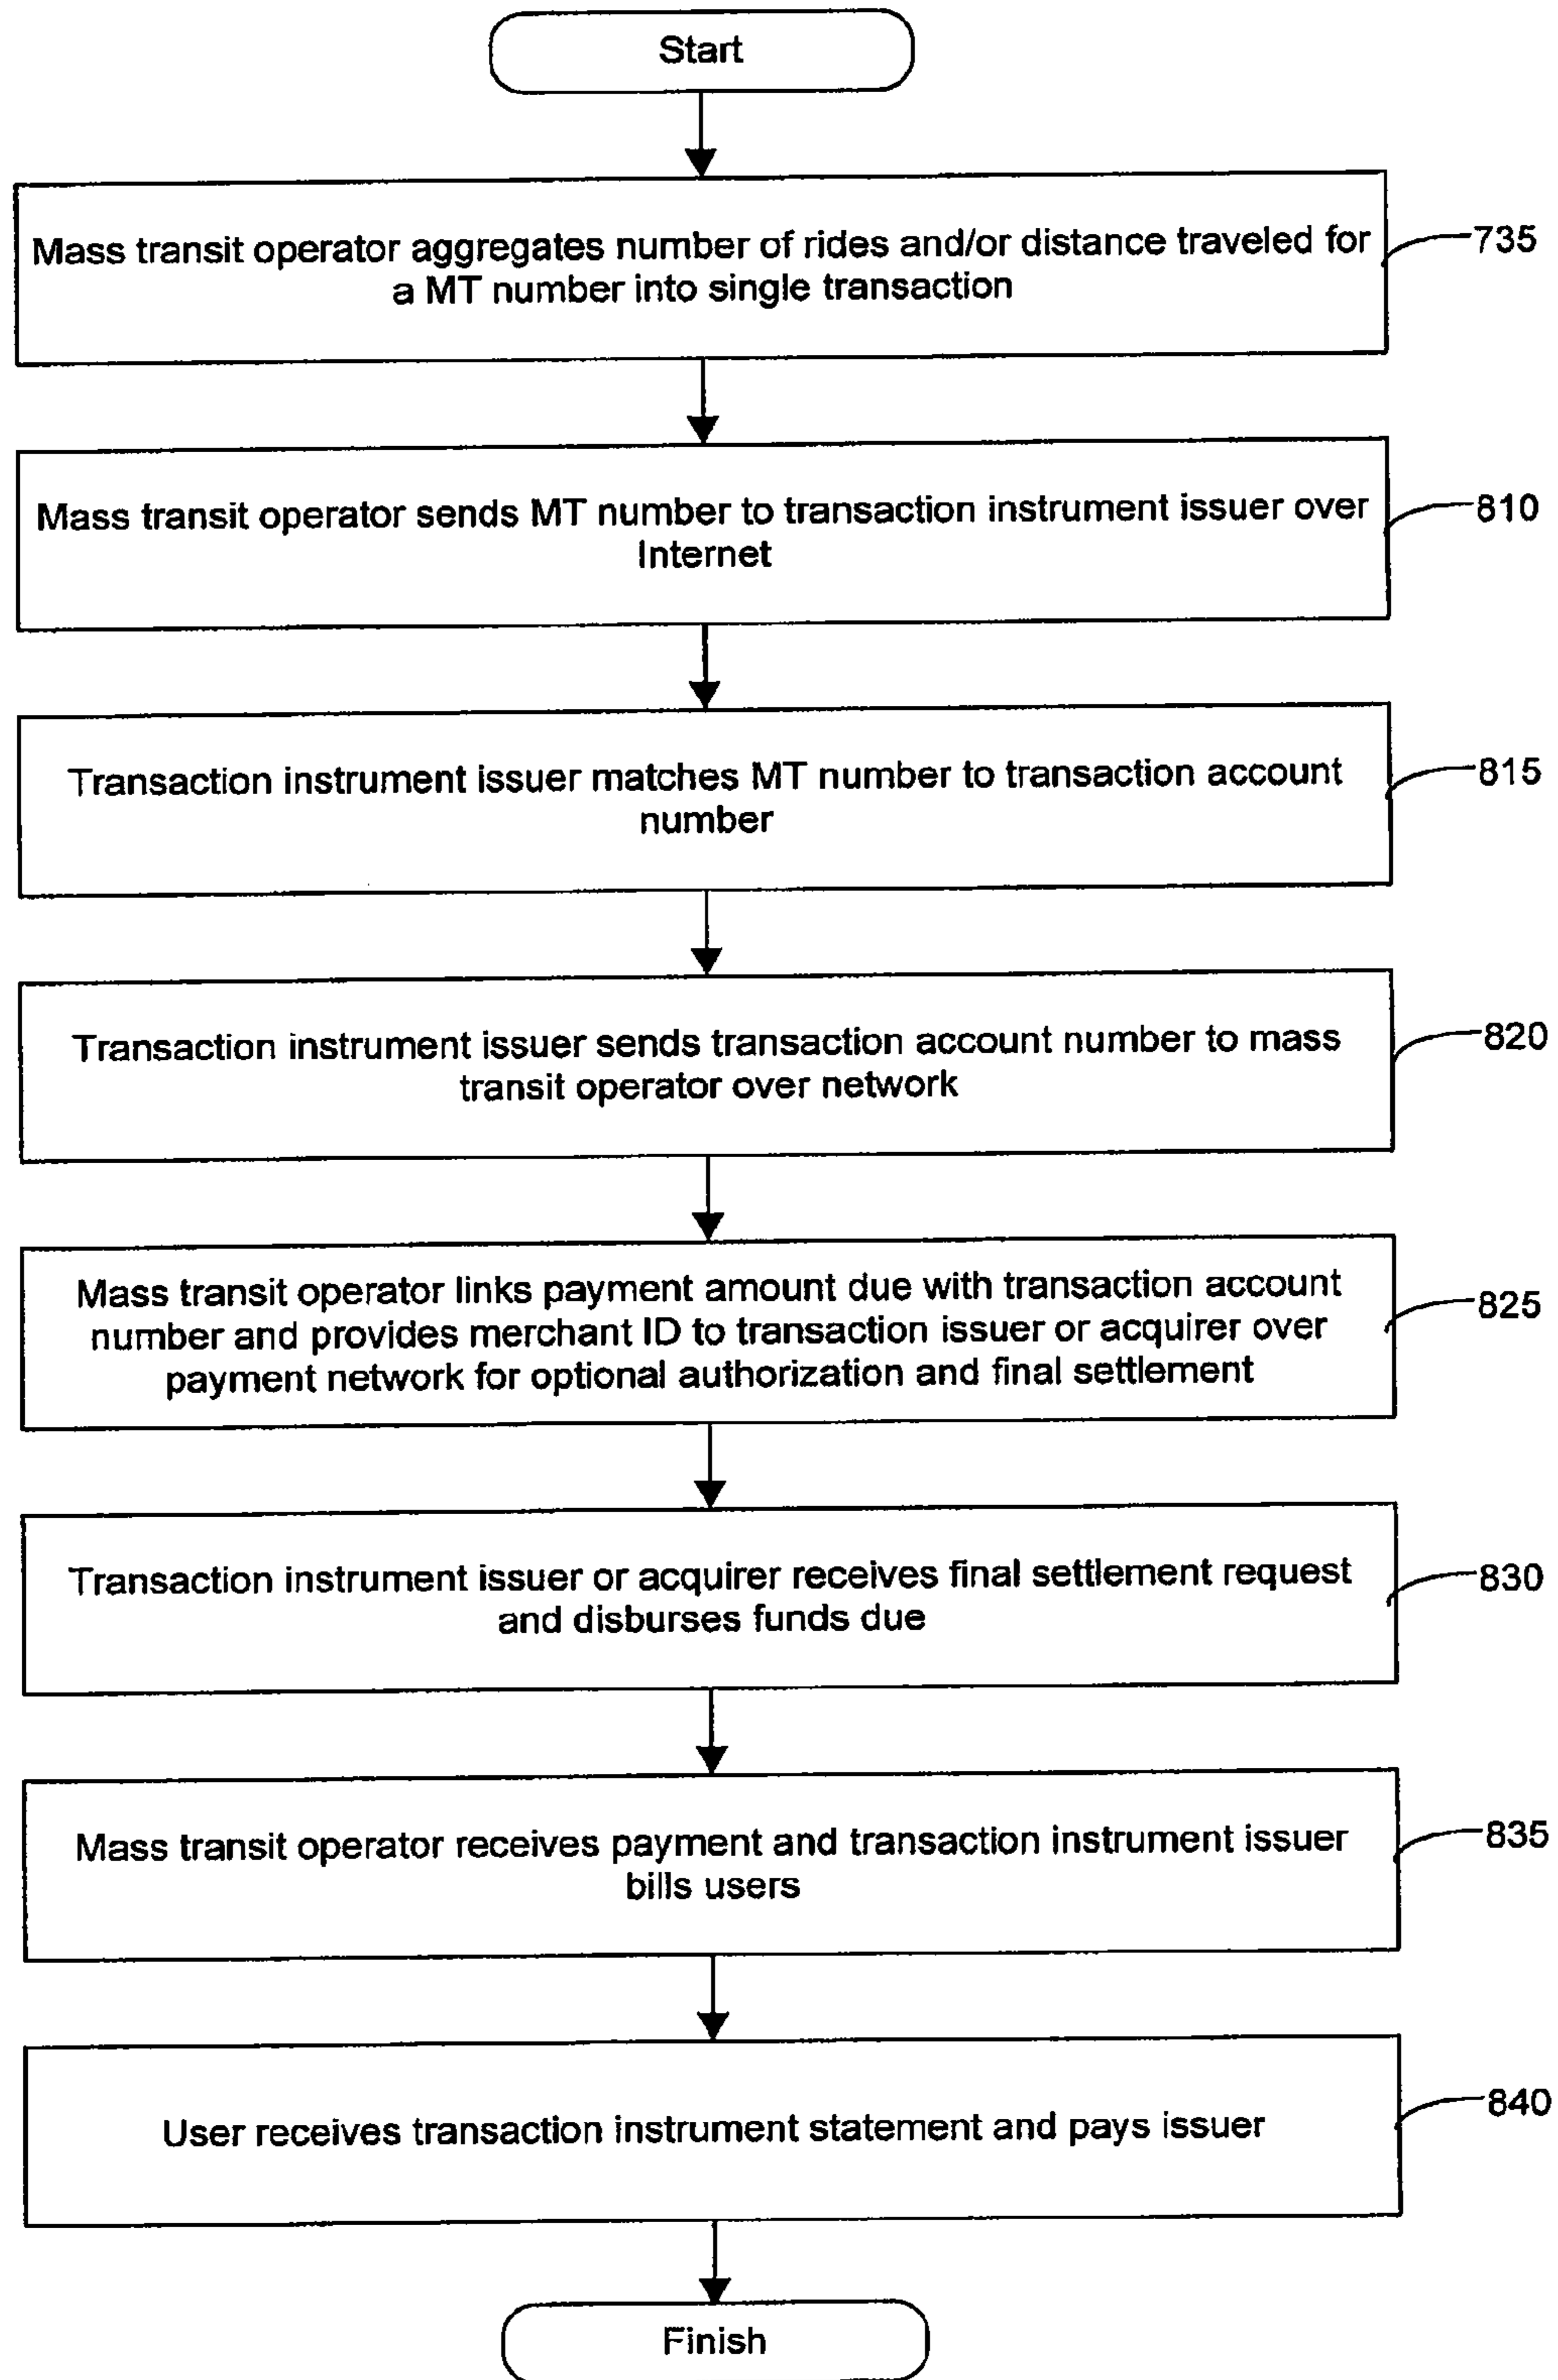 Start
Mass transit operator aggregates number of rides and/or distance traveled for
a MT number into single transaction
735
Mass transit operator sends MT number to transaction instrument issuer over
Internet
810
Transaction instrument issuer matches MT number to transaction account
number
815
Transaction instrument issuer sends transaction account number to mass
transit operator over network
820
Mass transit operator links payment amount due with transaction account
number and provides merchant ID to transaction issuer or acquirer over
payment network for optional authorization and final settlement
825
Transaction instrument issuer or acquirer receives final settlement request
and disburses funds due
830
Mass transit operator receives payment and transaction instrument issuer
bills users
835
User receives transaction instrument statement and pays issuer
840
Finish